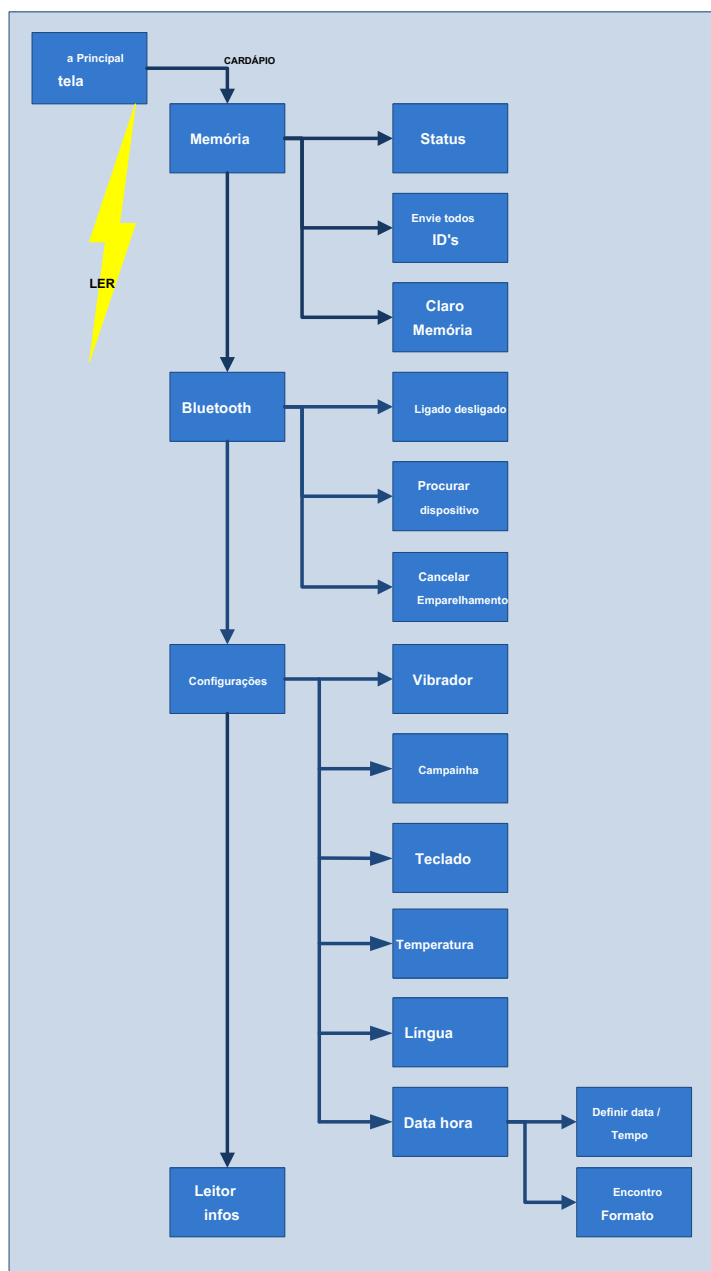 a Principal
tela
CARDÁPIO
Memória
Status
Envie todos
ID's
Claro
Memória
LER
Bluetooth
Ligado desligado
Procurar
dispositivo
Cancelar
Emparelhamento
Configurações
Vibrador
Campainha
Teclado
Temperatura
Língua
Data hora
Definir data /
Tempo
Leitor
infos
Encontro
Formato